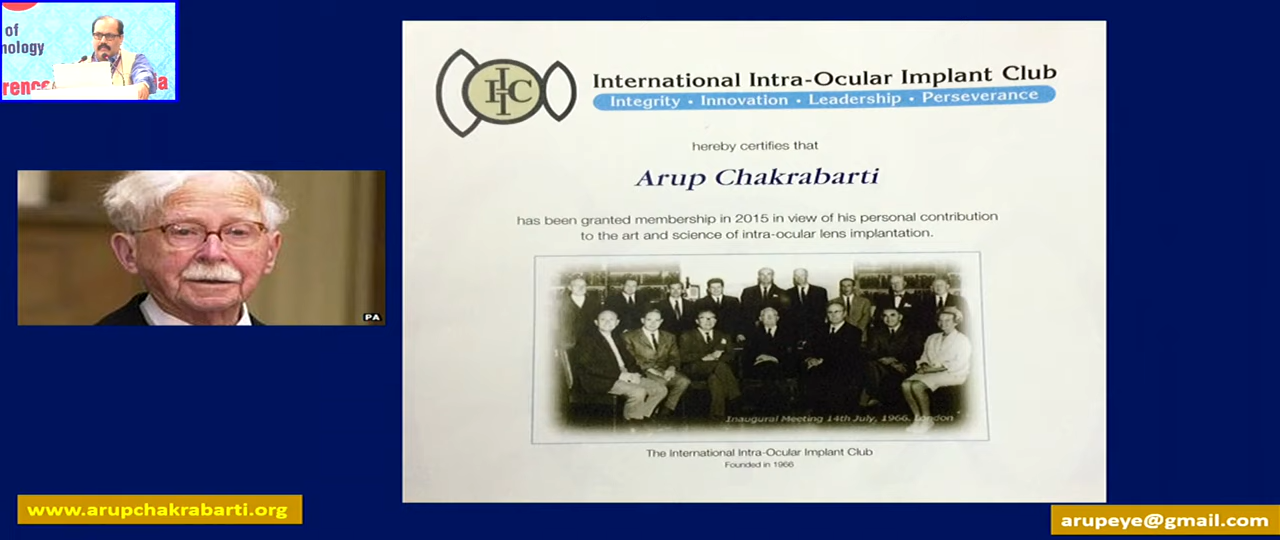 of
nology
rence
ia
PA
IIC
International Intra-Ocular Implant Club
Integrity • Innovation • Leadership • Perseverance
hereby certifies that
Arup Chakrabarti
has been granted membership in 2015 in view of his personal contribution
to the art and science of intra-ocular lens implantation.
Inaugural Meeting 14th July, 1966. London
The International Intra-Ocular Implant Club
Founded in 1966
www.arupchakrabarti.org
arupeye@gmail.com